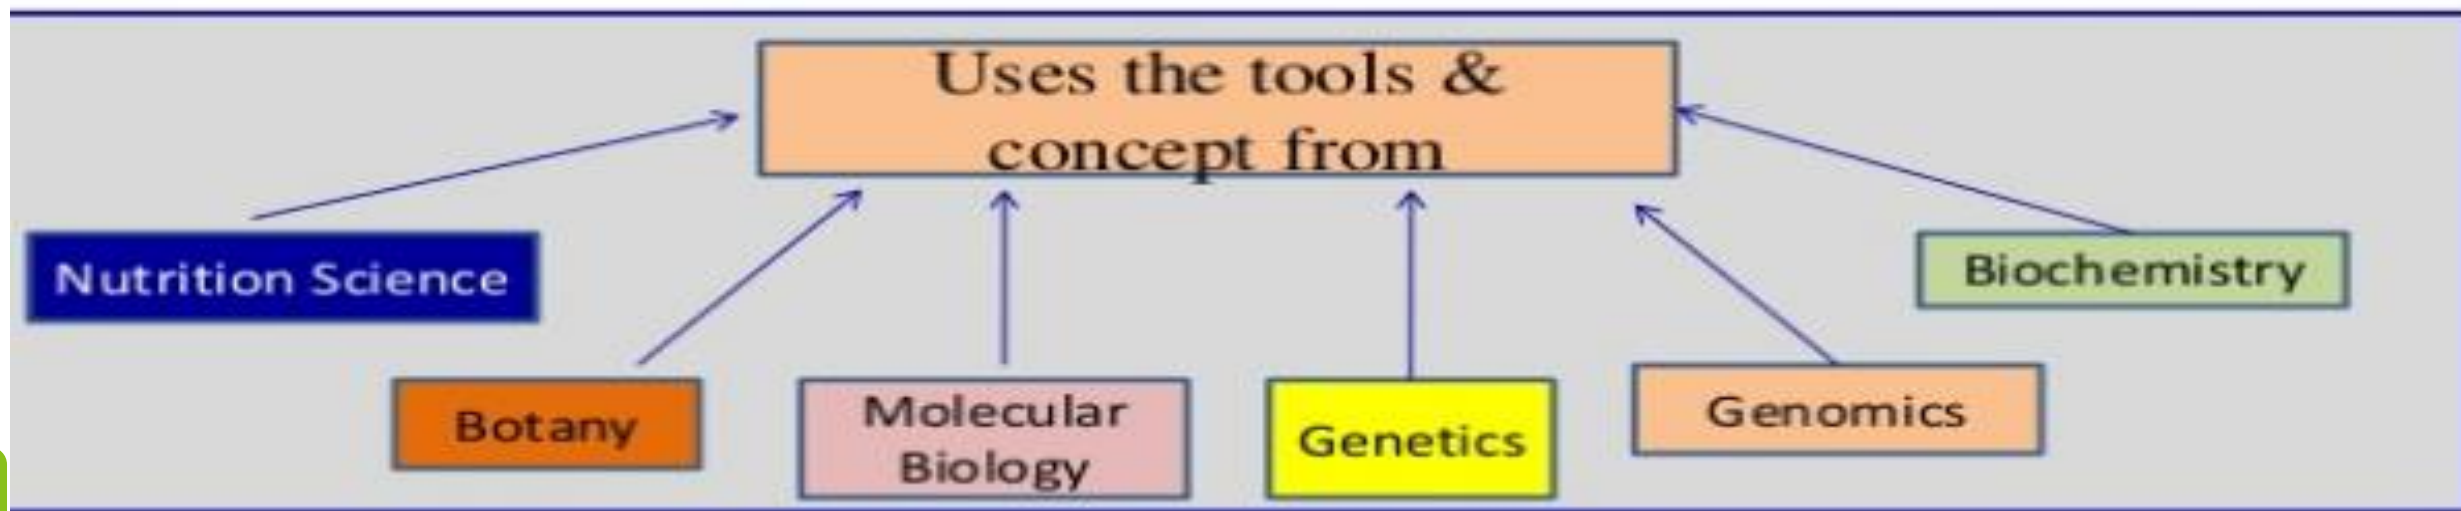 Uses the tools &
concept from
Nutrition Science
Biochemistry
Botany
Molecular
Biology
Genetics
Genomics